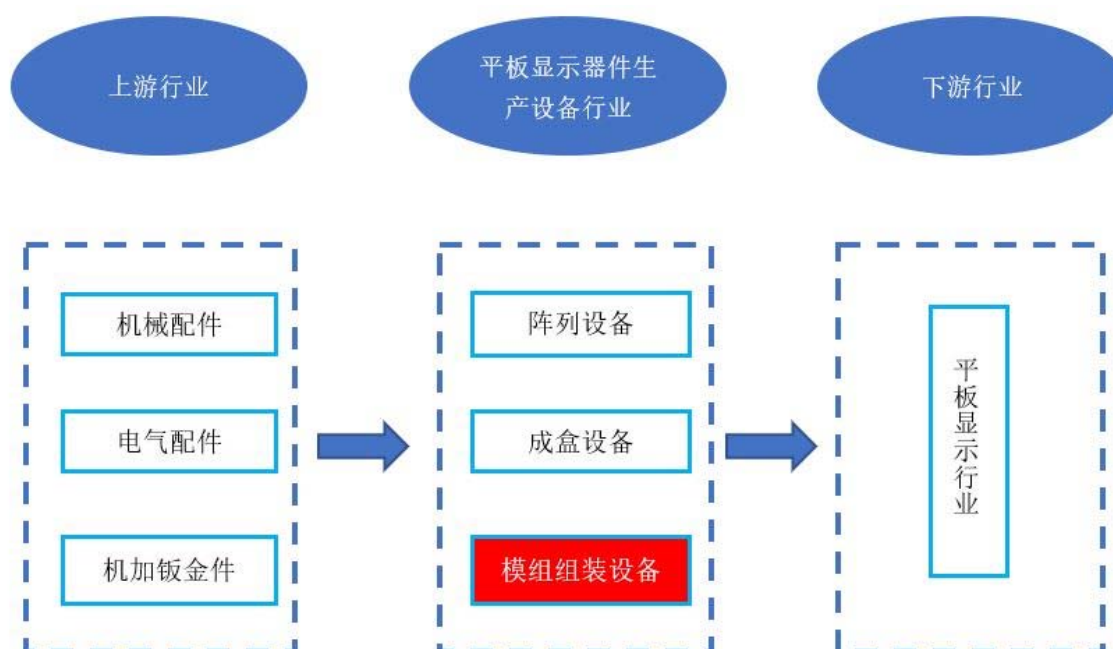 上游行业
平板显示器件生
产设备行业
下游行业
机械配件
电气配件
机加钣金件
阵列设备
成盒设备
模组组装设备
平板显示行业